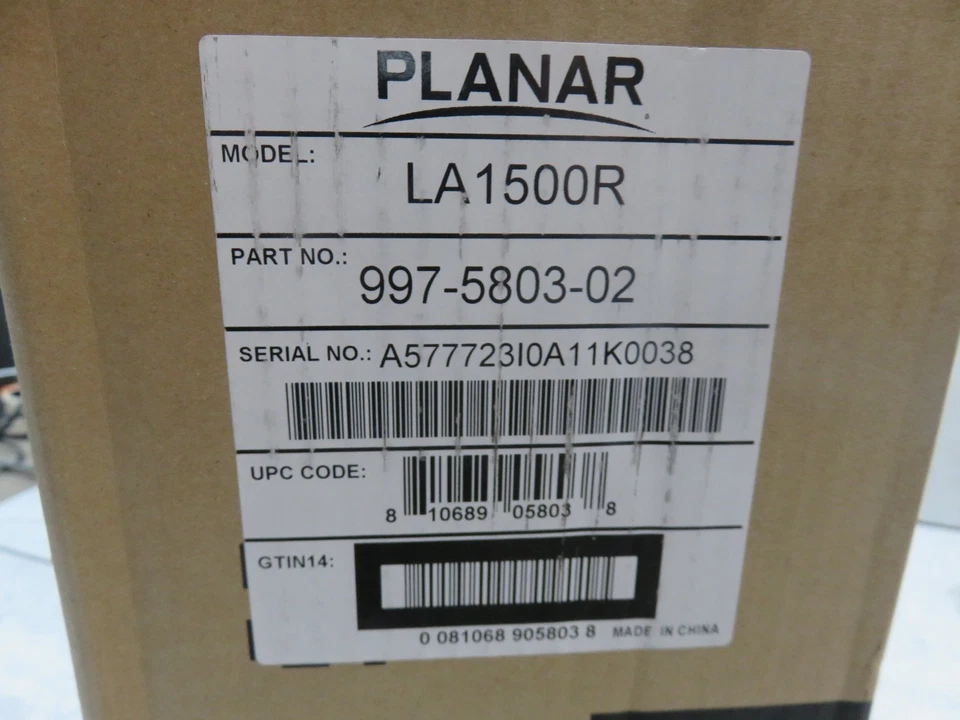 PLANAR
MODEL:
LA1500R
PART NO.:
997-5803-02
SERIAL NO.: A577723I0A11K0038
UPC CODE:
8 10689 05803 8
GTIN14:
0 081068 905803 8 MADE IN CHINA